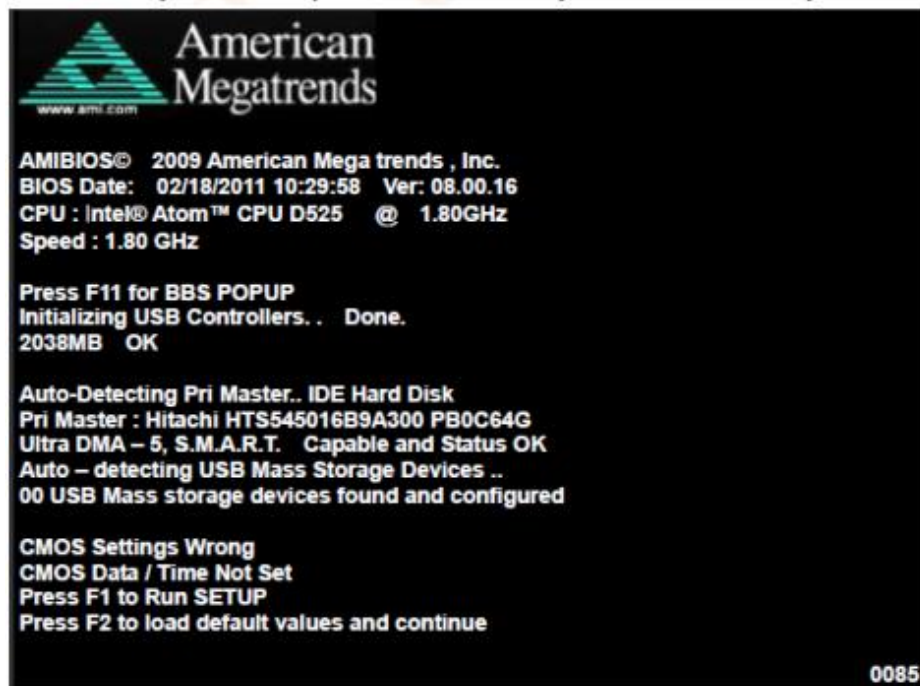 American
Megatrends
www.ami.com
AMIBIOS© 2009 American Mega trends , Inc.
BIOS Date: 02/18/2011 10:29:58 Ver: 08.00.16
CPU : Intel® Atom™ CPU D525 @ 1.80GHz
Speed : 1.80 GHz
Press F11 for BBS POPUP
Initializing USB Controllers. . Done.
2038MB OK
Auto-Detecting Pri Master.. IDE Hard Disk
Pri Master : Hitachi HTS545016B9A300 PB0C64G
Ultra DMA – 5, S.M.A.R.T. Capable and Status OK
Auto – detecting USB Mass Storage Devices ..
00 USB Mass storage devices found and configured
CMOS Settings Wrong
CMOS Data / Time Not Set
Press F1 to Run SETUP
Press F2 to load default values and continue
0085